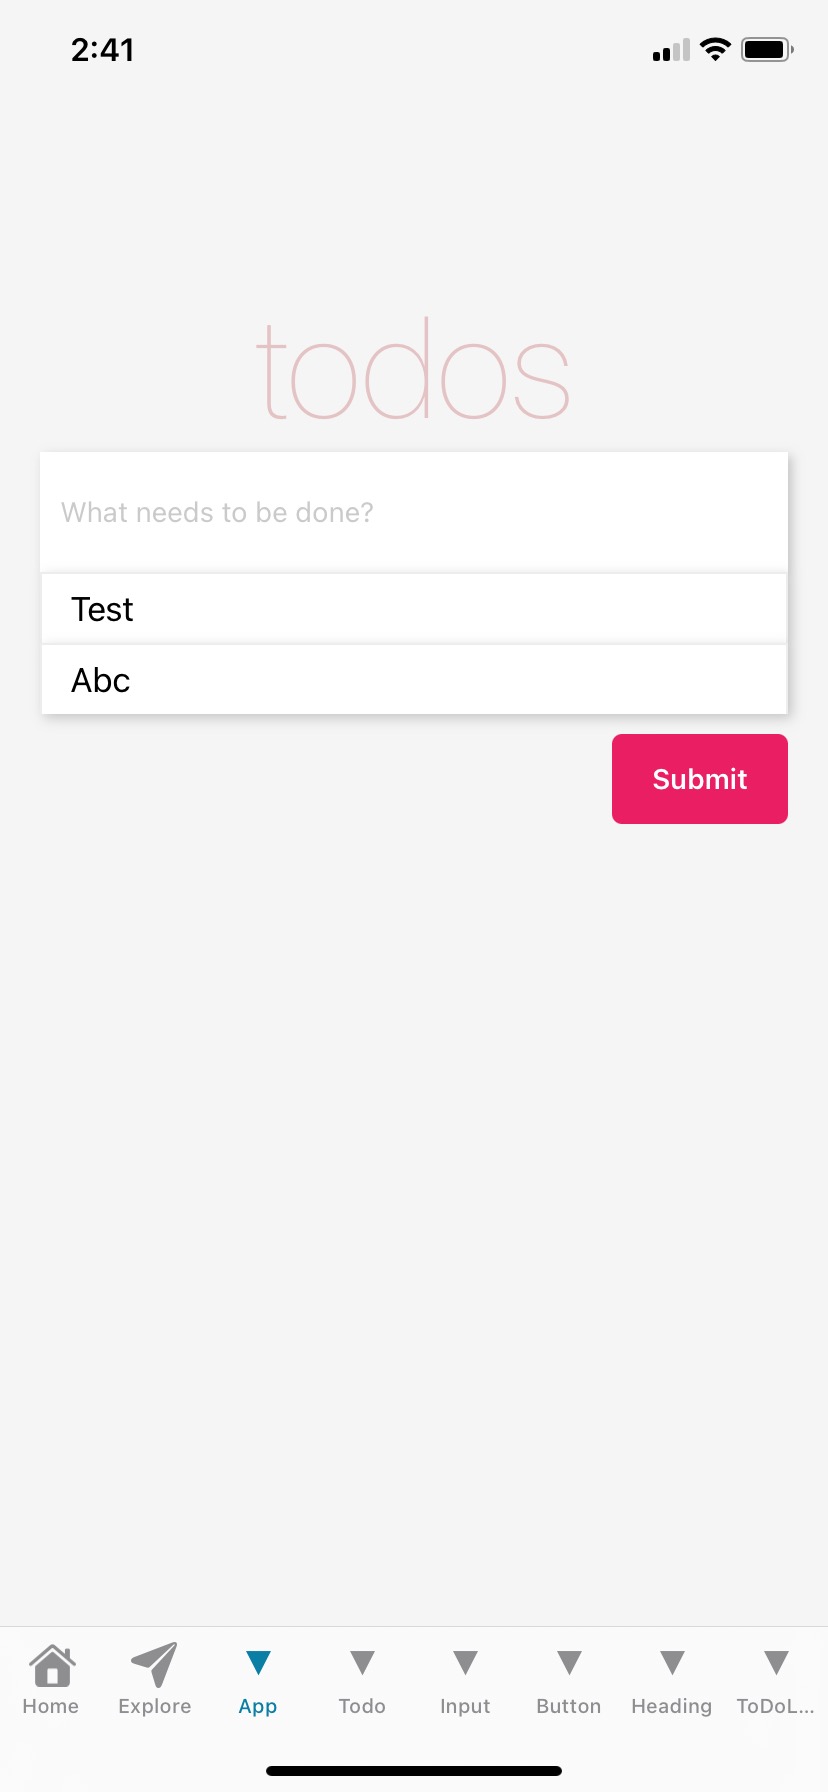 2:41
todos
What needs to be done?
Test
Abc
Submit
Home Explore App Todo Input Button Heading ToDoL...